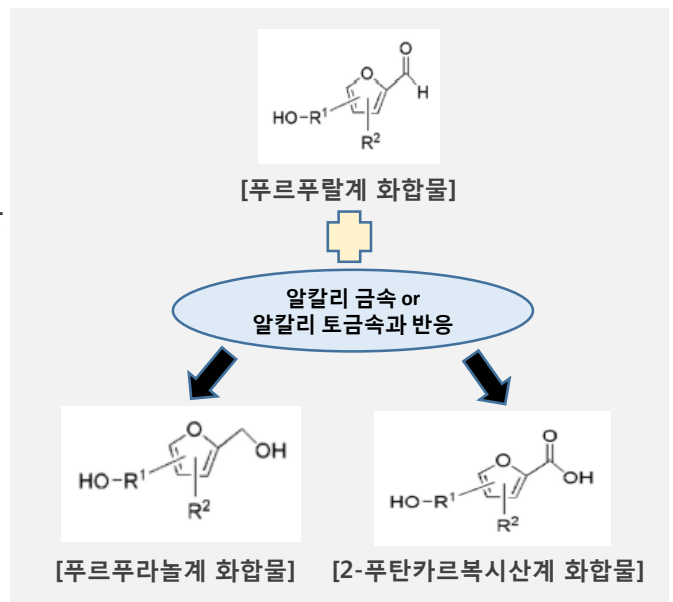 O
O
H
HO-R¹
R²
[푸르푸랄계 화합물]
알칼리 금속 or
알칼리 토금속과 반응
O
OH
HO-R¹
R²
[푸르푸라놀계 화합물]
O
O
OH
HO-R¹
R²
[2-푸탄카르복시산계 화합물]